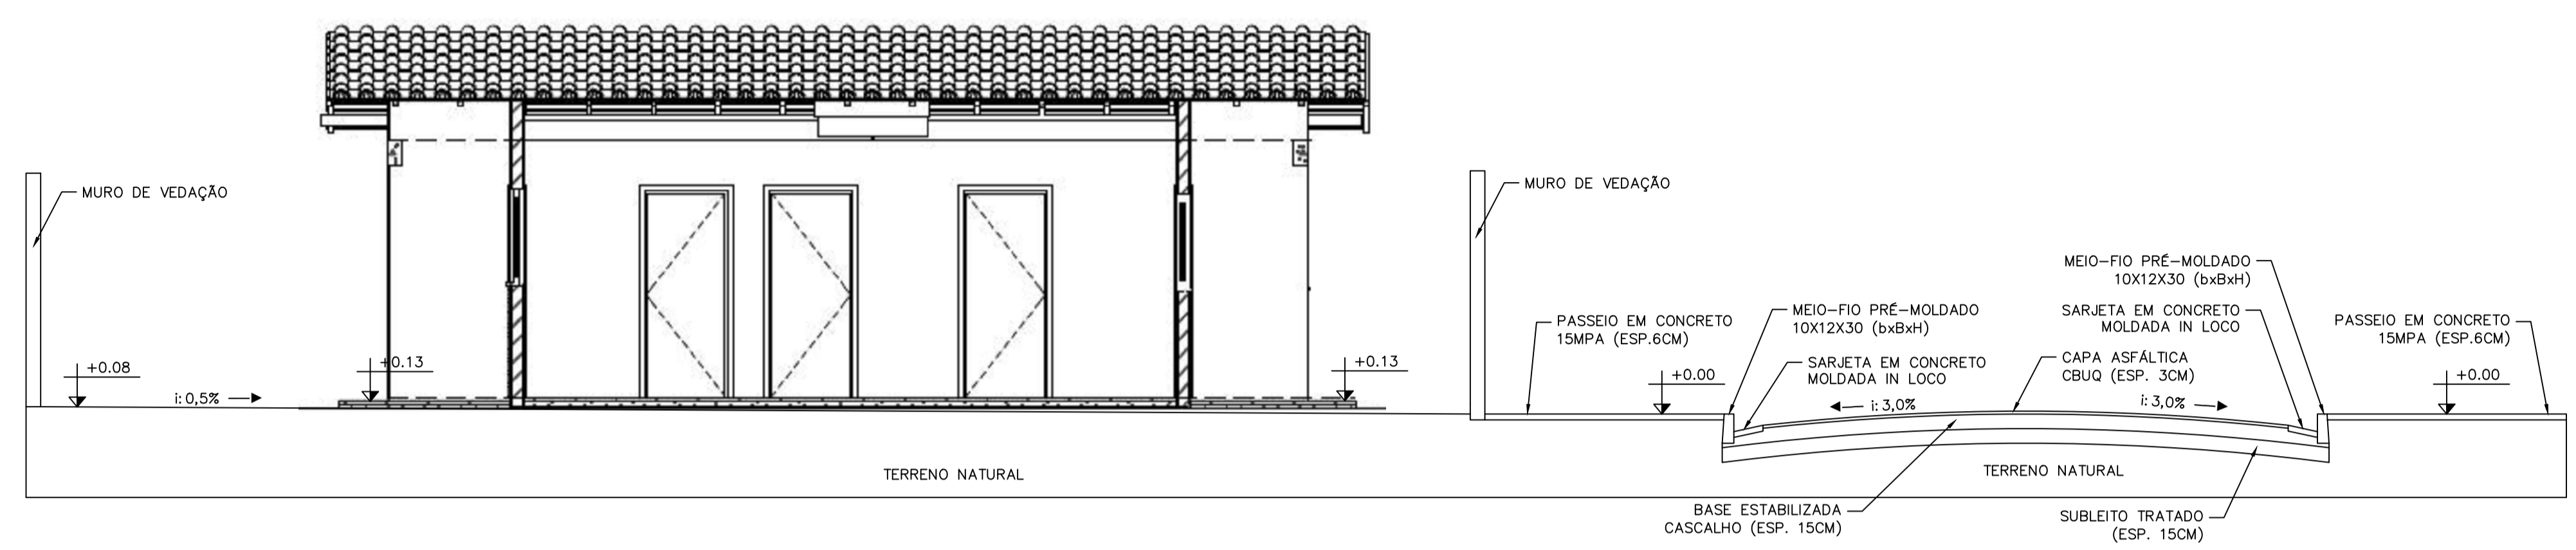 MURO DE VEDAÇÃO
+0.08
i: 0,5%
+0.13
+0.13
TERRENO NATURAL
MURO DE VEDAÇÃO
PASSEIO EM CONCRETO
15MPA (ESP.6CM)
+0.00
MEIO-FIO PRÉ-MOLDADO
10X12X30 (bxBxH)
SARJETA EM CONCRETO
MOLDADA IN LOCO
i: 3,0%
MEIO-FIO PRÉ-MOLDADO
10X12X30 (bxBxH)
SARJETA EM CONCRETO
MOLDADA IN LOCO
CAPA ASFÁLTICA
CBUQ (ESP. 3CM)
i: 3,0%
PASSEIO EM CONCRETO
15MPA (ESP.6CM)
+0.00
TERRENO NATURAL
BASE ESTABILIZADA
CASCALHO (ESP. 15CM)
SUBLEITO TRATADO
(ESP. 15CM)